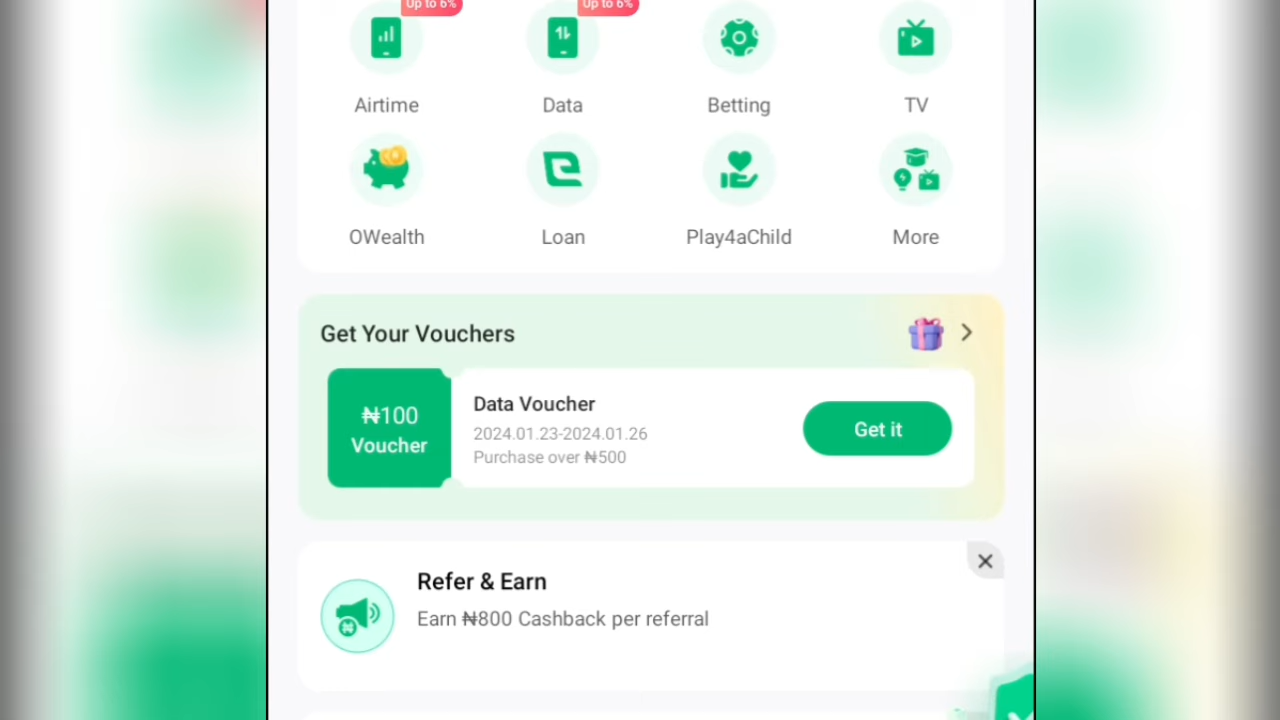 Up to 6% Up to 6%
Airtime Data Betting TV
OWealth Loan Play4aChild More
Get Your Vouchers
₦100
Voucher
Data Voucher
2024.01.23-2024.01.26
Purchase over ₦500
Get it
Refer & Earn
Earn ₦800 Cashback per referral